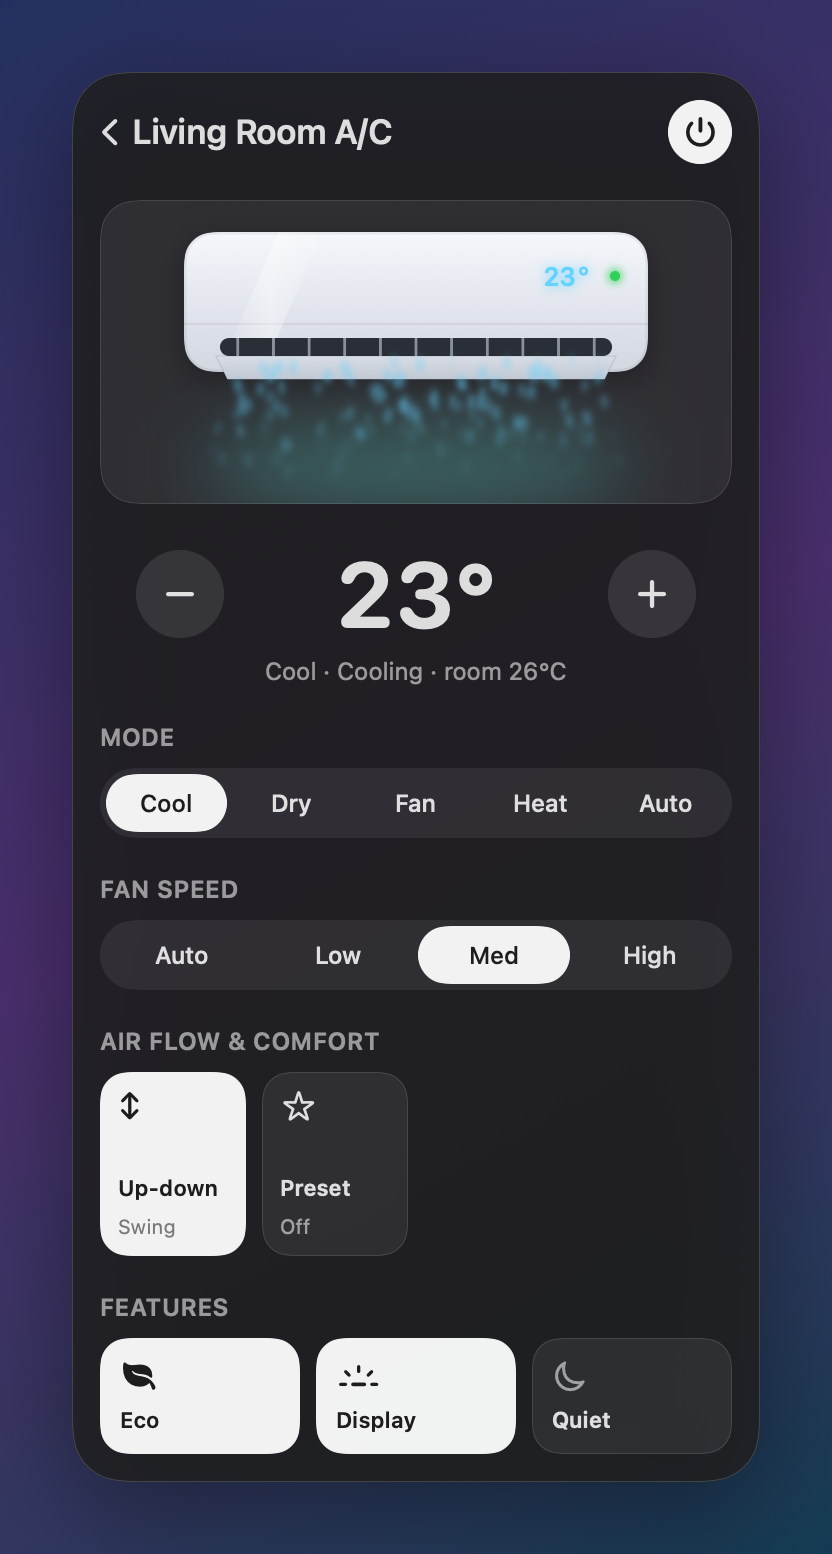 Living Room A/C
23°
23°
Cool · Cooling · room 26°C
MODE
Cool Dry Fan Heat Auto
FAN SPEED
Auto Low Med High
AIR FLOW & COMFORT
Up-down Preset
Swing Off
FEATURES
Eco Display Quiet